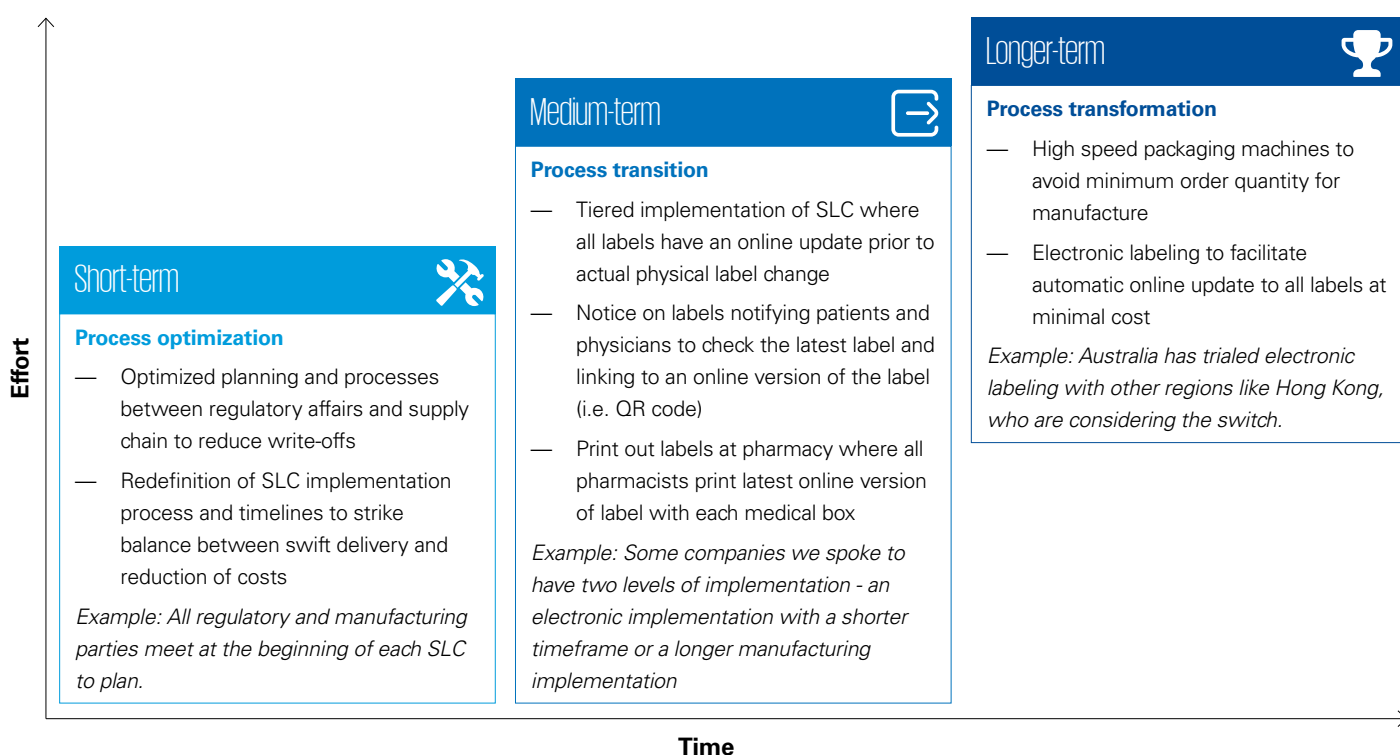 Effort
Short-term
Process optimization
— Optimized planning and processes
between regulatory affairs and supply
chain to reduce write-offs
— Redefinition of SLC implementation
process and timelines to strike
balance between swift delivery and
reduction of costs
Example: All regulatory and manufacturing
parties meet at the beginning of each SLC
to plan.
Medium-term
Process transition
— Tiered implementation of SLC where
all labels have an online update prior to
actual physical label change
— Notice on labels notifying patients and
physicians to check the latest label and
linking to an online version of the label
(i.e. QR code)
— Print out labels at pharmacy where all
pharmacists print latest online version
of label with each medical box
Example: Some companies we spoke to
have two levels of implementation - an
electronic implementation with a shorter
timeframe or a longer manufacturing
implementation
Longer-term
Process transformation
— High speed packaging machines to
avoid minimum order quantity for
manufacture
— Electronic labeling to facilitate
automatic online update to all labels at
minimal cost
Example: Australia has trialed electronic
labeling with other regions like Hong Kong,
who are considering the switch.
Time